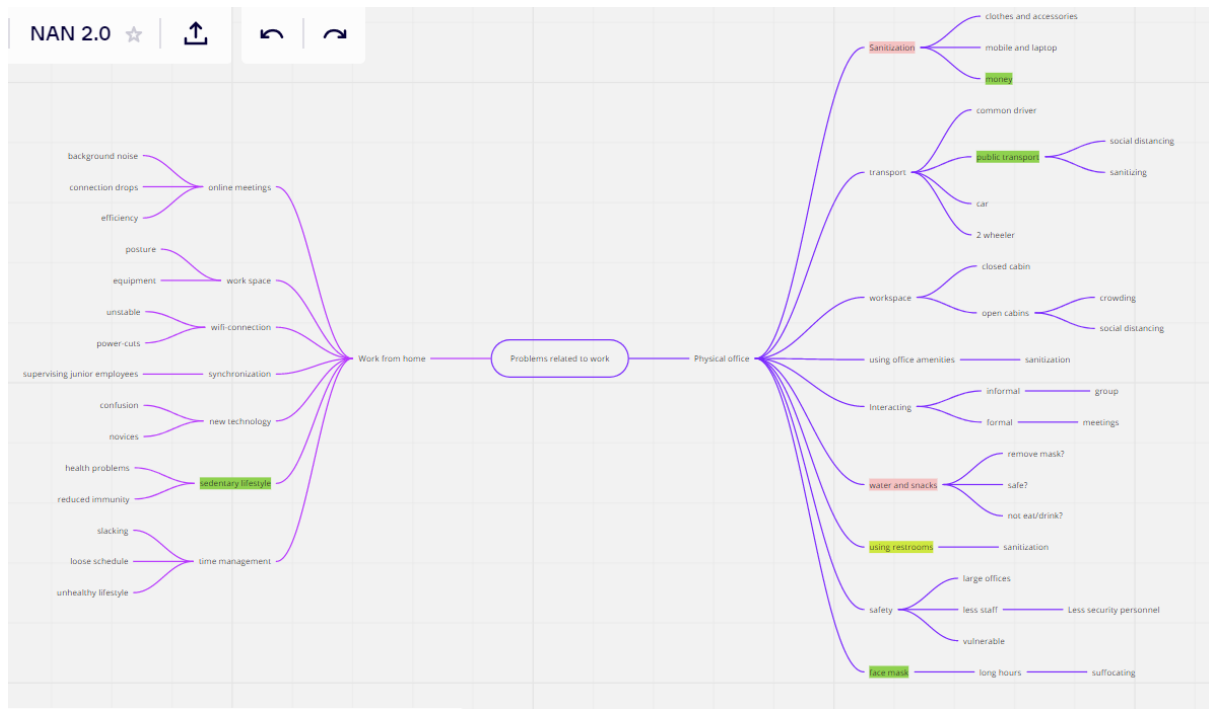 NAN 2.0
Problems related to work
Work from home
online meetings
background noise
connection drops
efficiency
work space
posture
equipment
wifi-connection
unstable
power-cuts
synchronization
supervising junior employees
new technology
confusion
novices
sedentary lifestyle
health problems
reduced immunity
time management
slacking
loose schedule
unhealthy lifestyle
Physical office
Sanitization
clothes and accessories
mobile and laptop
money
transport
common driver
public transport
social distancing
sanitizing
car
2 wheeler
workspace
closed cabin
open cabins
crowding
social distancing
using office amenities
sanitization
Interacting
informal
group
formal
meetings
water and snacks
remove mask?
safe?
not eat/drink?
using restrooms
sanitization
safety
large offices
less staff
Less security personnel
vulnerable
face mask
long hours
suffocating